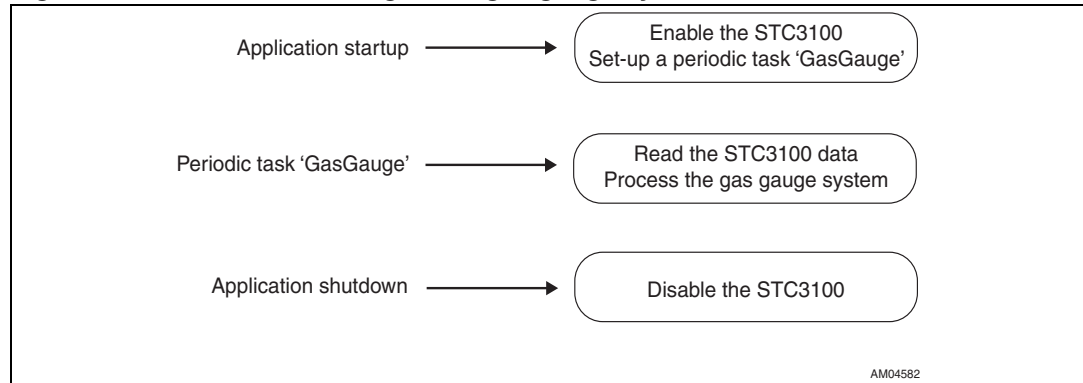 Application startup
Enable the STC3100
Set-up a periodic task ‘GasGauge’
Periodic task ‘GasGauge’
Read the STC3100 data
Process the gas gauge system
Application shutdown
Disable the STC3100
AM04582